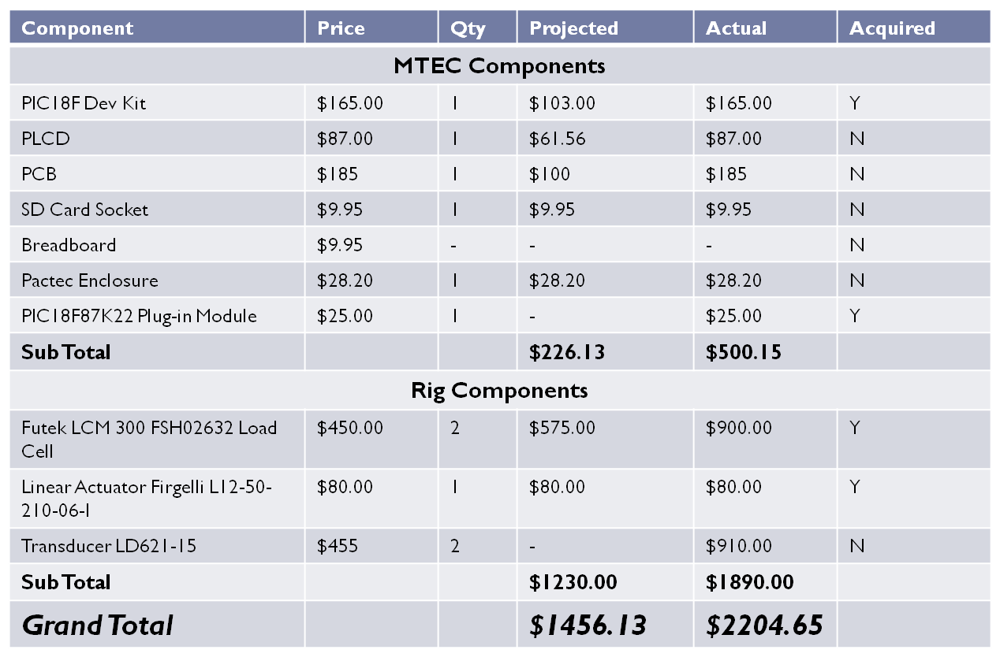 Component Price Qty Projected Actual Acquired
MTEC Components
PIC18F Dev Kit $165.00 1 $103.00 $165.00 Y
PLCD $87.00 1 $61.56 $87.00 N
PCB $185 1 $100 $185 N
SD Card Socket $9.95 1 $9.95 $9.95 N
Breadboard $9.95 - - - N
Pactec Enclosure $28.20 1 $28.20 $28.20 N
PIC18F87K22 Plug-in Module $25.00 1 - $25.00 Y
Sub Total $226.13 $500.15
Rig Components
Futek LCM 300 FSH02632 Load $450.00 2 $575.00 $900.00 Y
Cell
Linear Actuator Firgelli L12-50- $80.00 1 $80.00 $80.00 Y
210-06-I
Transducer LD621-15 $455 2 - $910.00 N
Sub Total $1230.00 $1890.00
Grand Total $1456.13 $2204.65